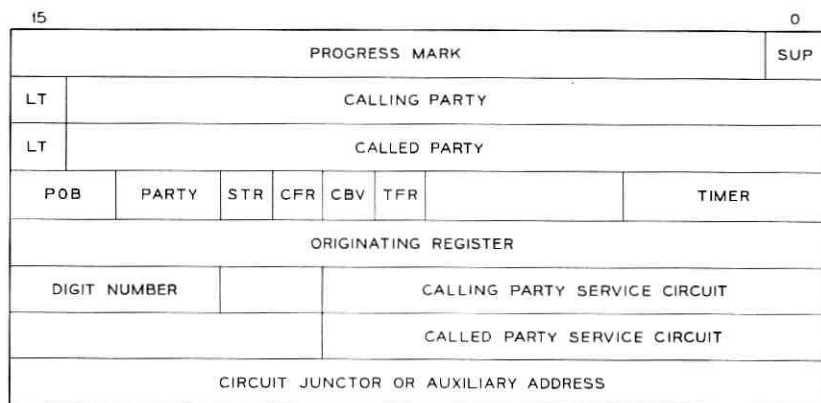 15 0
PROGRESS MARK SUP
LT CALLING PARTY
LT CALLED PARTY
POB PARTY STR CFR CBV TFR TIMER
ORIGINATING REGISTER
DIGIT NUMBER CALLING PARTY SERVICE CIRCUIT
CALLED PARTY SERVICE CIRCUIT
CIRCUIT JUNCTOR OR AUXILIARY ADDRESS